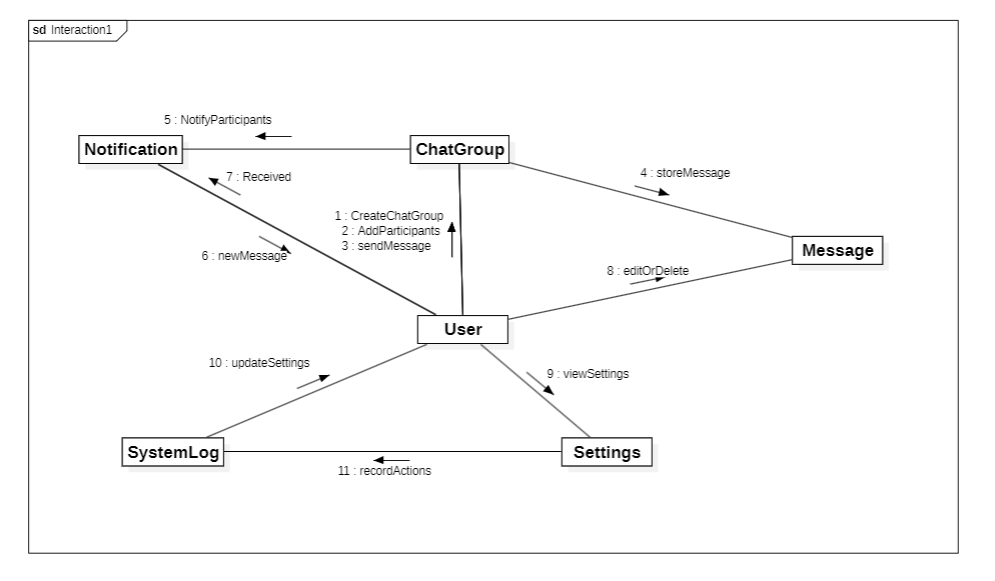 sd Interaction1
5 : NotifyParticipants
Notification
ChatGroup
7 : Received
4 : storeMessage
1 : CreateChatGroup
2 : AddParticipants
3 : sendMessage
6 : newMessage
Message
8 : editOrDelete
User
10 : updateSettings
9 : viewSettings
SystemLog
Settings
11 : recordActions